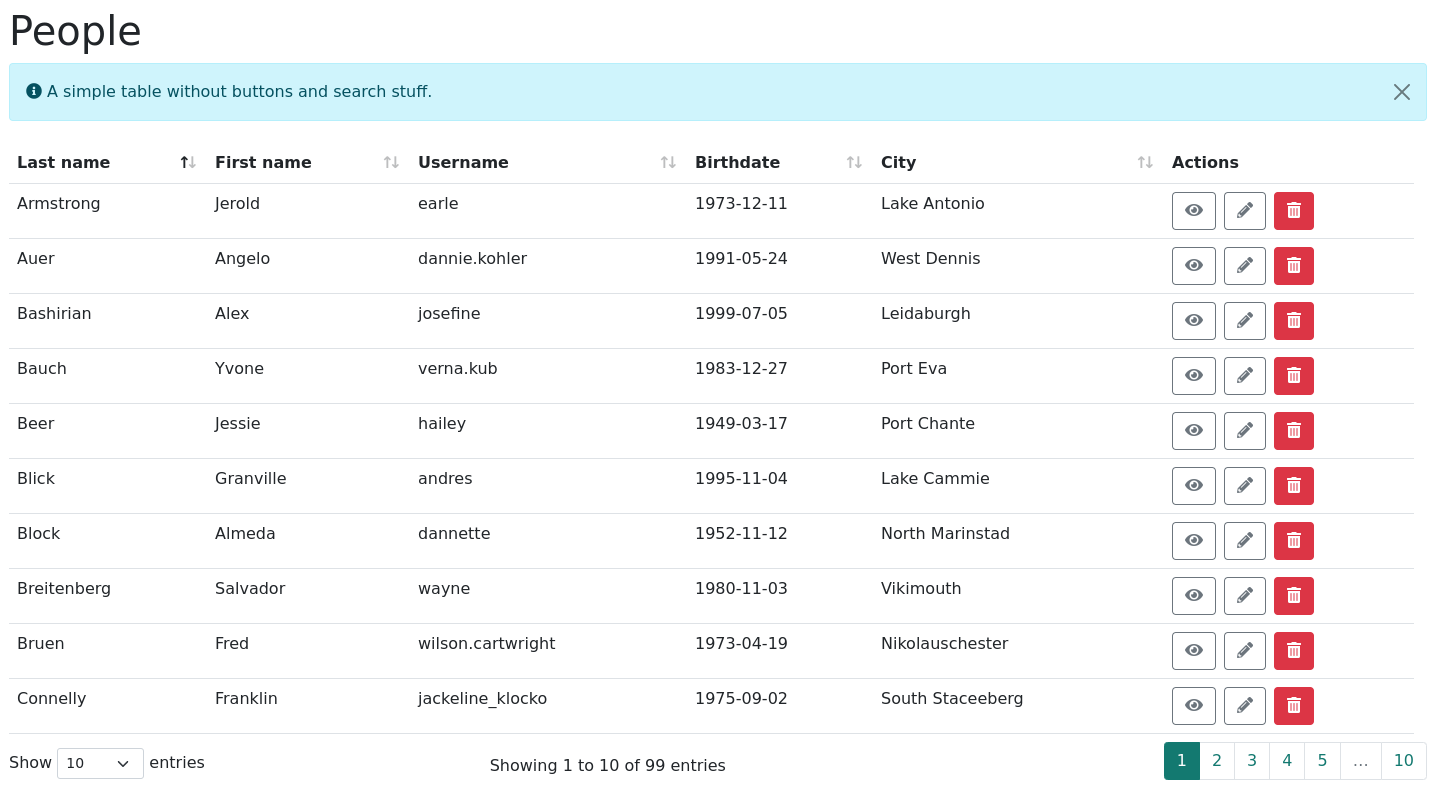 People
A simple table without buttons and search stuff.
Last name First name Username Birthdate City Actions
Armstrong Jerold earle 1973-12-11 Lake Antonio
Auer Angelo dannie.kohler 1991-05-24 West Dennis
Bashirian Alex josefine 1999-07-05 Leidaburgh
Bauch Yvone verna.kub 1983-12-27 Port Eva
Beer Jessie hailey 1949-03-17 Port Chante
Blick Granville andres 1995-11-04 Lake Cammie
Block Almeda dannette 1952-11-12 North Marinstad
Breitenberg Salvador wayne 1980-11-03 Vikimouth
Bruen Fred wilson.cartwright 1973-04-19 Nikolauschester
Connelly Franklin jackeline_klocko 1975-09-02 South Staceeberg
Show 10 entries Showing 1 to 10 of 99 entries 1 2 3 4 5 … 10